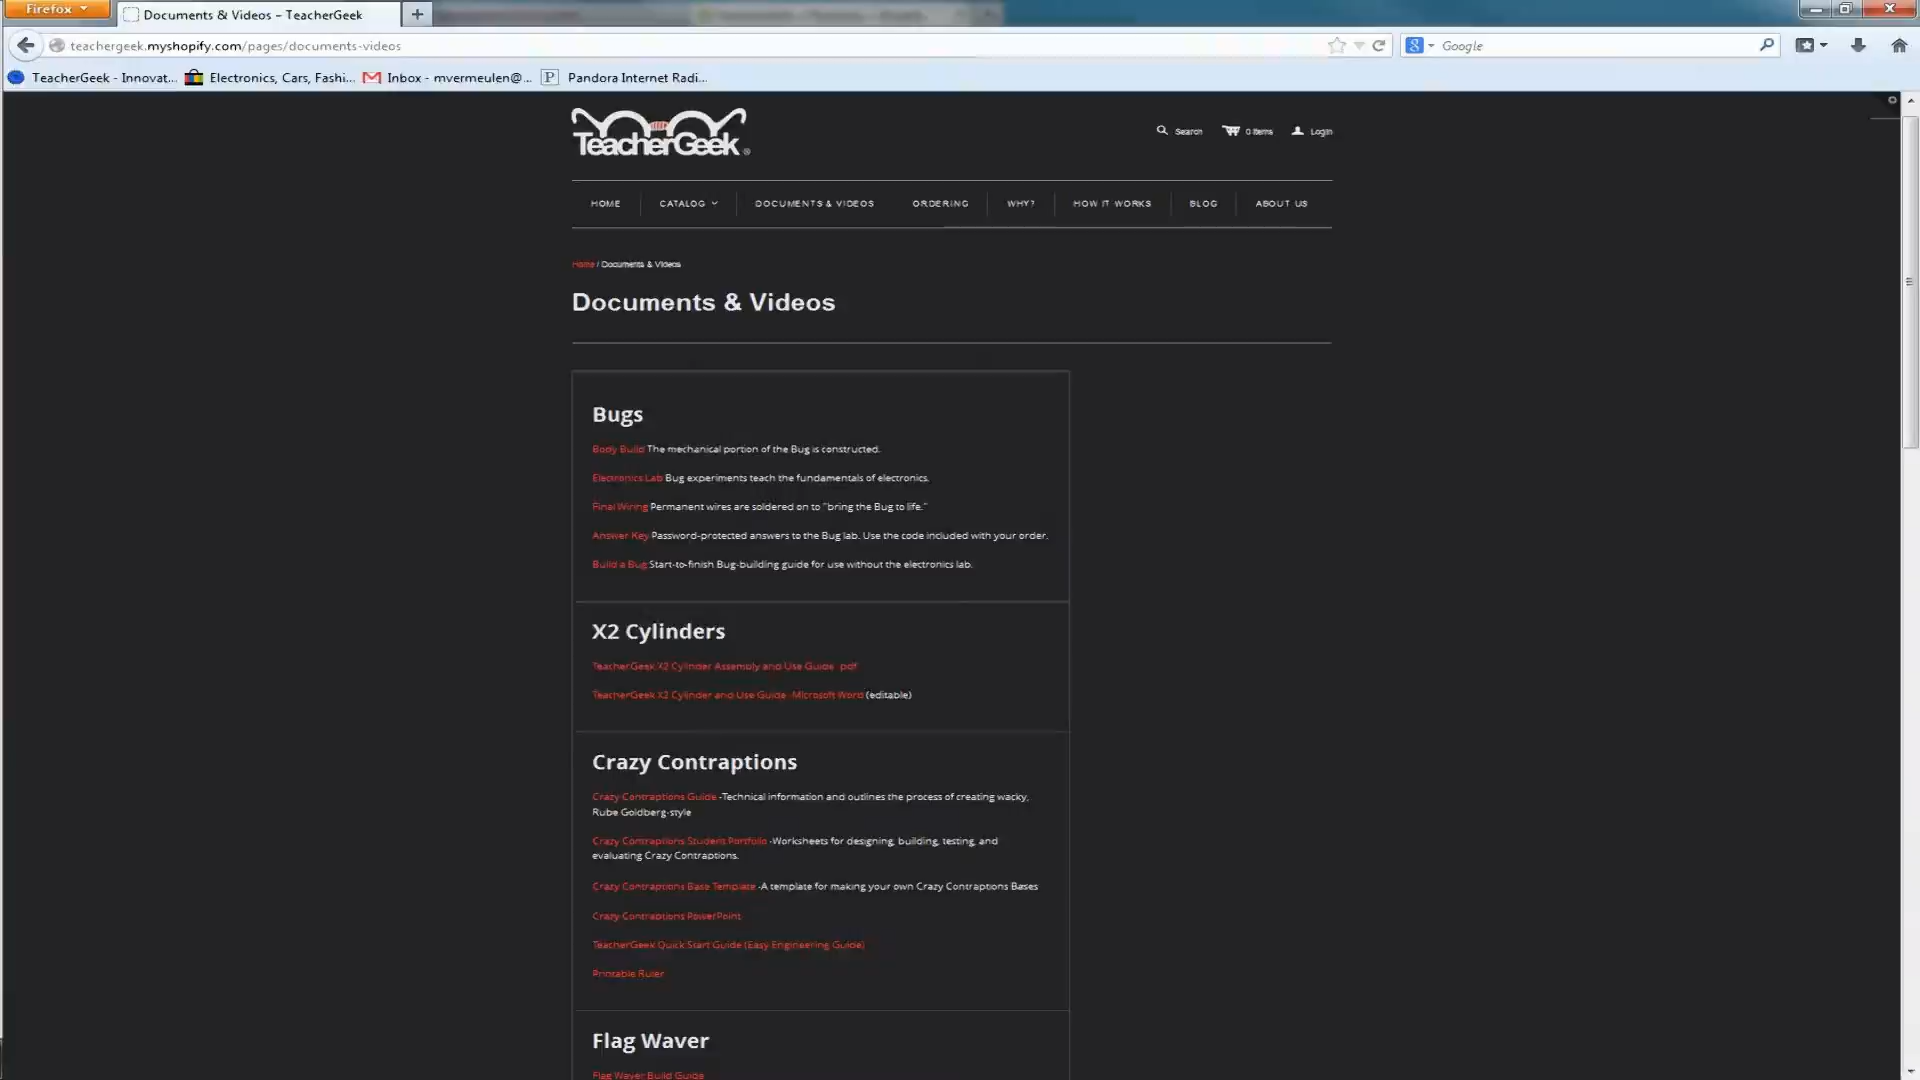 Firefox
Documents & Videos – TeacherGeek
teachergeek.myshopify.com/pages/documents-videos
Google
TeacherGeek - Innovat...
Electronics, Cars, Fashi...
Inbox - mvermeulen@...
Pandora Internet Radi...
TeacherGeek®
Search
0 Items
Login
HOME
CATALOG
DOCUMENTS & VIDEOS
ORDERING
WHY?
HOW IT WORKS
BLOG
ABOUT US
Home / Documents & Videos
Documents & Videos
Bugs
Body Build The mechanical portion of the Bug is constructed.
Electronics Lab Bug experiments teach the fundamentals of electronics.
Final Wiring Permanent wires are soldered on to "bring the Bug to life."
Answer Key Password-protected answers to the Bug lab. Use the code included with your order.
Build a Bug Start-to-finish Bug-building guide for use without the electronics lab.
X2 Cylinders
TeacherGeek X2 Cylinder Assembly and Use Guide -pdf
TeacherGeek X2 Cylinder and Use Guide -Microsoft Word (editable)
Crazy Contraptions
Crazy Contraptions Guide -Technical information and outlines the process of creating wacky,
Rube Goldberg-style
Crazy Contraptions Student Portfolio -Worksheets for designing, building, testing, and
evaluating Crazy Contraptions.
Crazy Contraptions Base Template -A template for making your own Crazy Contraptions Bases
Crazy Contraptions PowerPoint
TeacherGeek Quick Start Guide (Easy Engineering Guide)
Printable Ruler
Flag Waver
Flag Waver Build Guide